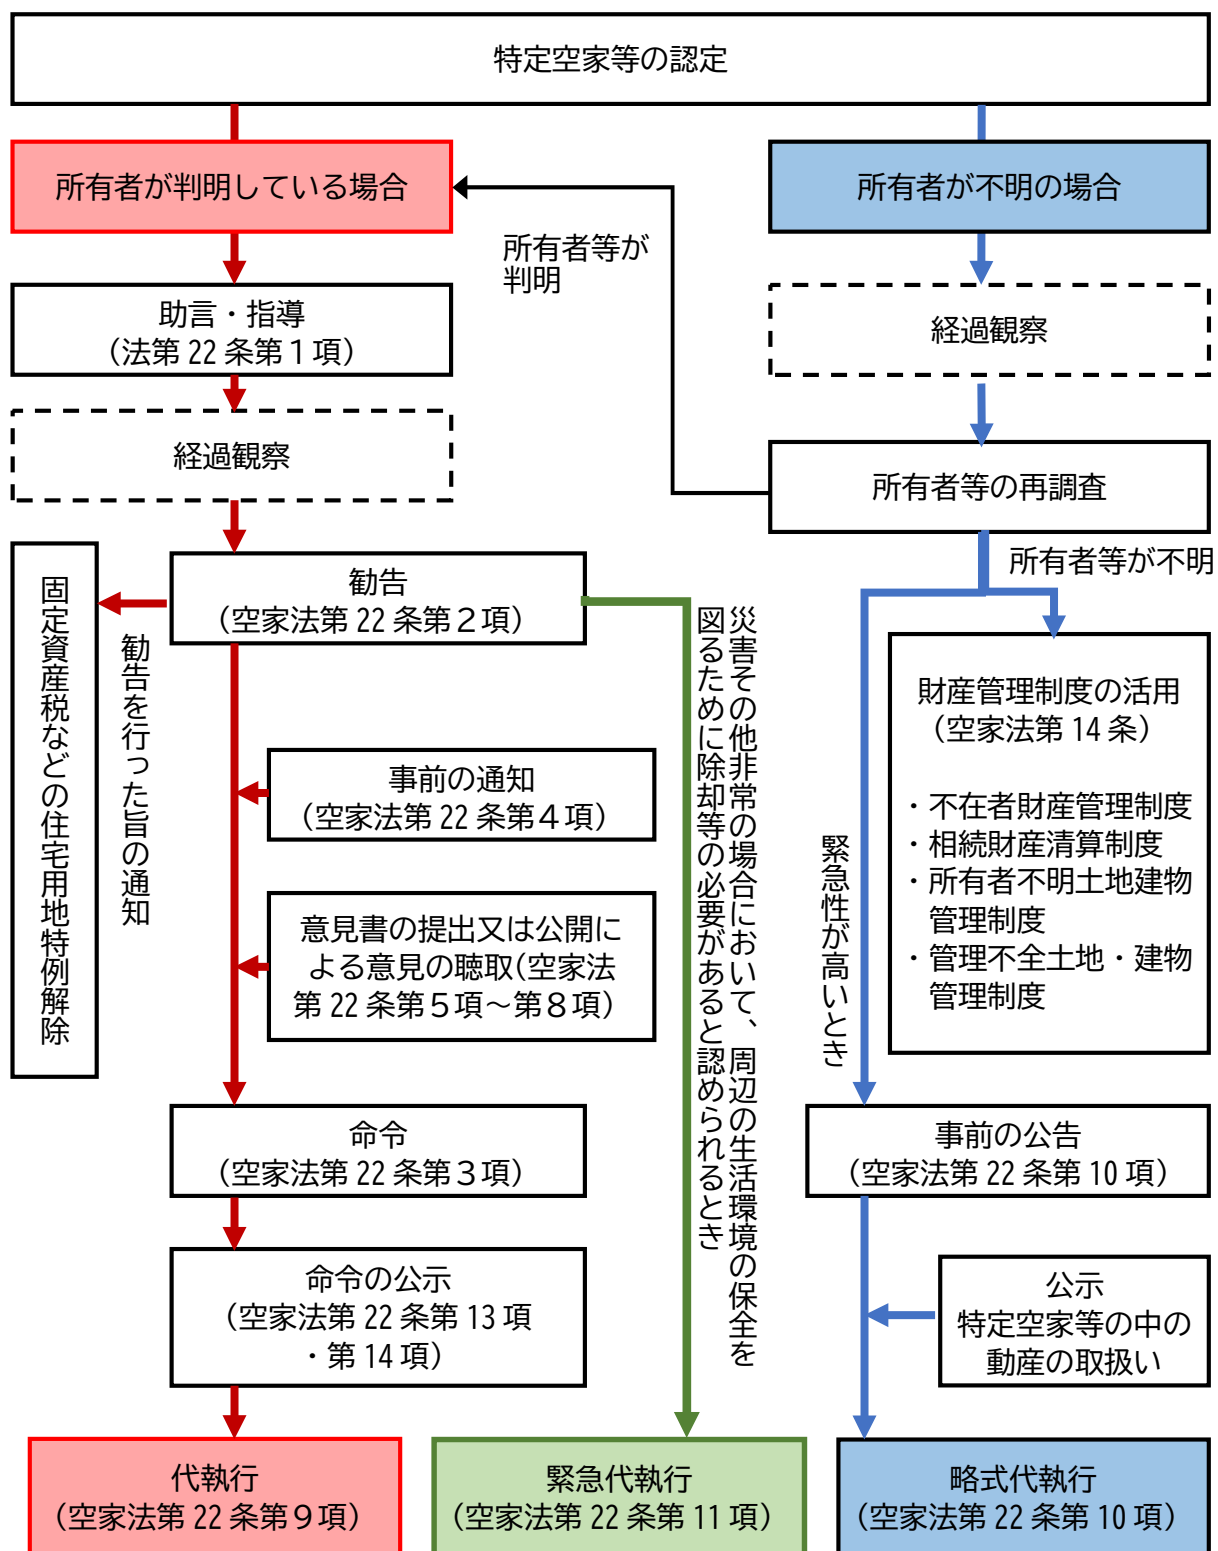 特定空家等の認定
所有者が判明している場合
所有者が不明の場合
所有者等が
判明
助言・指導
（法第 22 条第１項）
経過観察
経過観察
所有者等の再調査
所有者等が不明
勧告
（空家法第 22 条第２項）
固定資産税などの住宅用地特例解除
勧告を行った旨の通知
災害その他非常の場合において、周辺の生活環境の保全を
図るために除却等の必要があると認められるとき
事前の通知
（空家法第 22 条第４項）
意見書の提出又は公開に
よる意見の聴取（空家法
第 22 条第５項～第８項）
財産管理制度の活用
（空家法第 14 条）
・不在者財産管理制度
・相続財産清算制度
・所有者不明土地建物
管理制度
・管理不全土地・建物
管理制度
緊急性が高いとき
命令
（空家法第 22 条第３項）
事前の公告
（空家法第 22 条第 10 項）
命令の公示
（空家法第 22 条第 13 項
・第 14 項）
公示
特定空家等の中の
動産の取扱い
代執行
（空家法第 22 条第９項）
緊急代執行
（空家法第 22 条第 11 項）
略式代執行
（空家法第 22 条第 10 項）